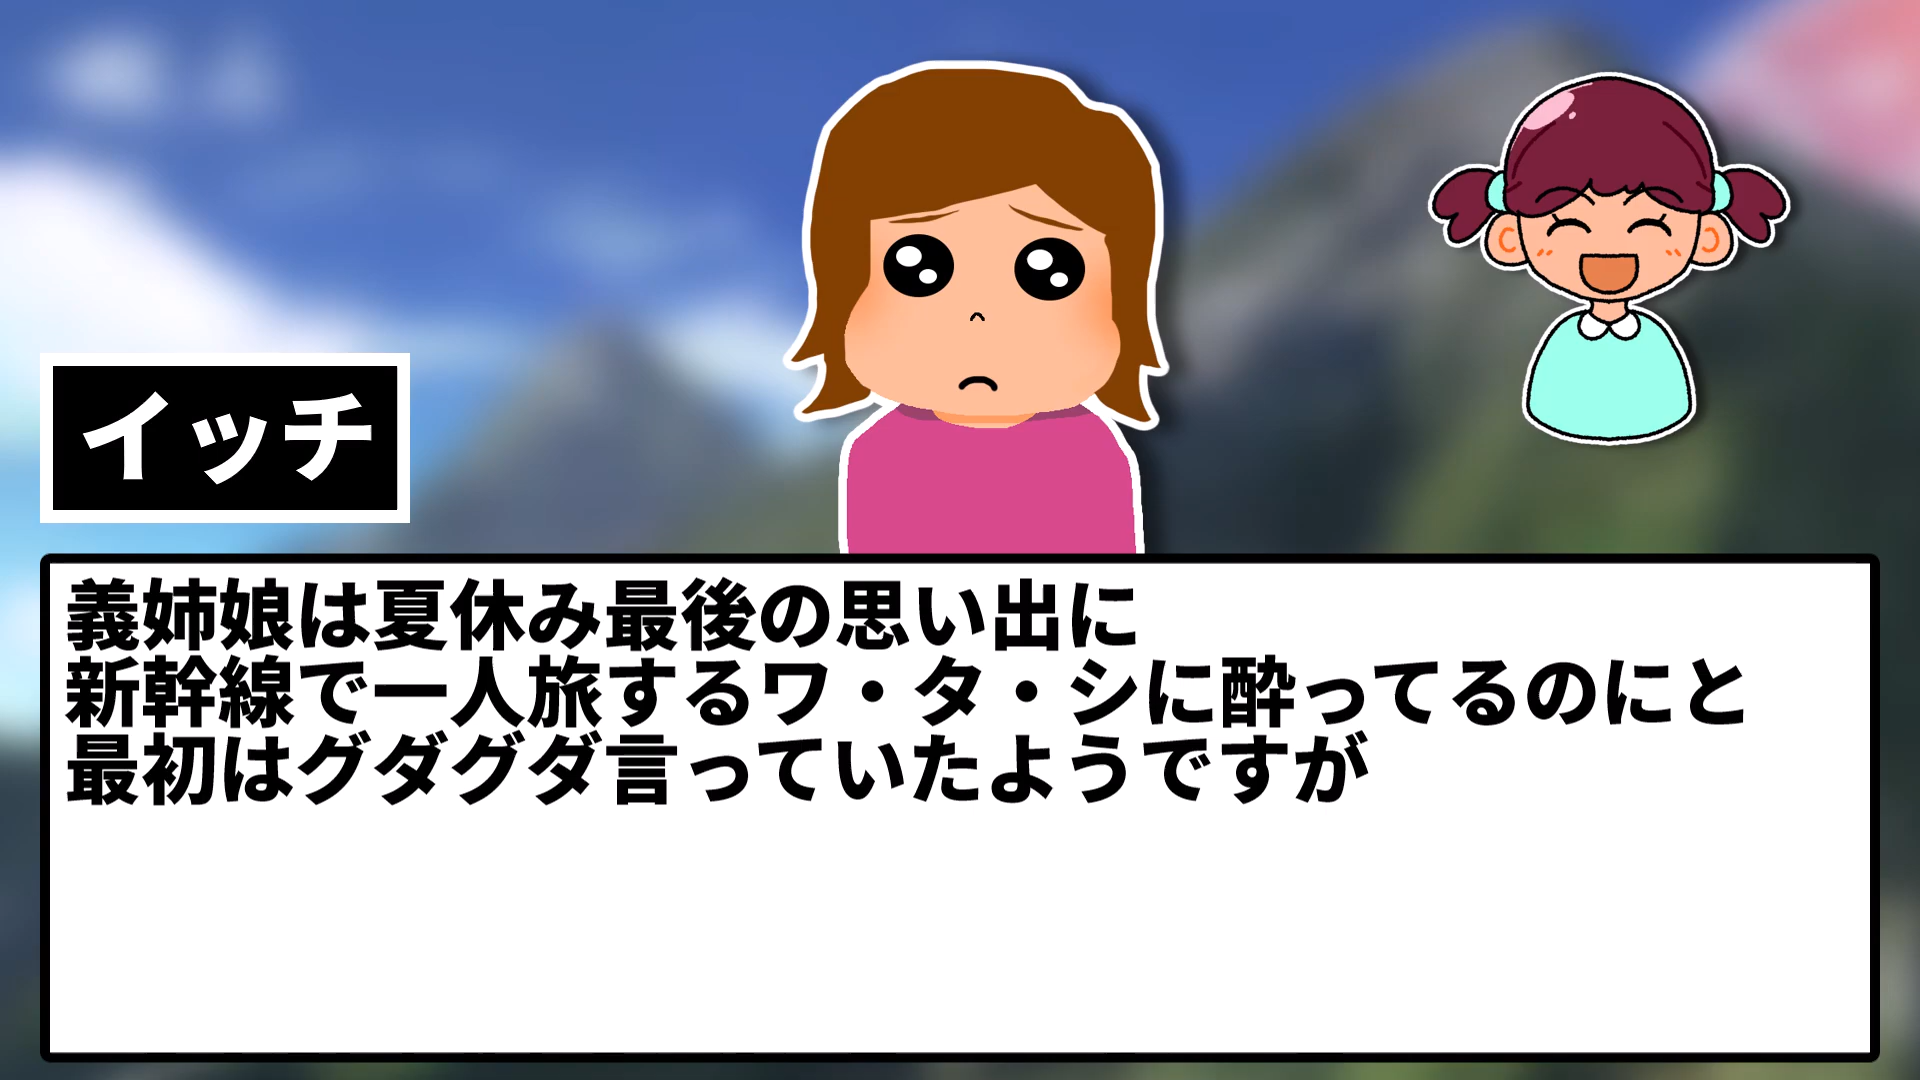 イッチ
義姉娘は夏休み最後の思い出に
新幹線で一人旅するワ・タ・シに酔ってるのにと
最初はグダグダ言っていたようですが